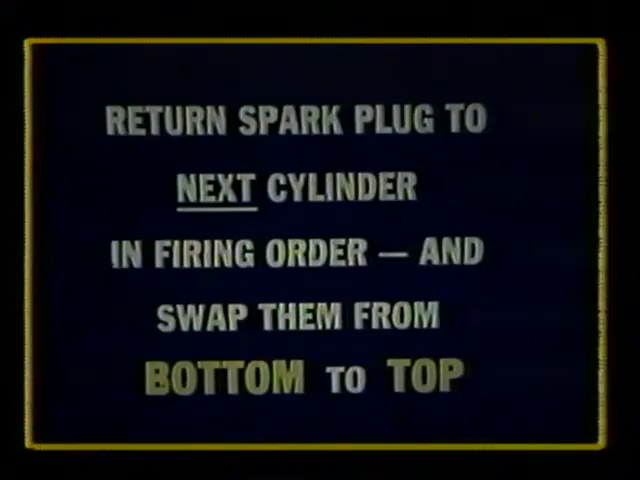 RETURN SPARK PLUG TO
NEXT CYLINDER
IN FIRING ORDER — AND
SWAP THEM FROM
BOTTOM TO TOP